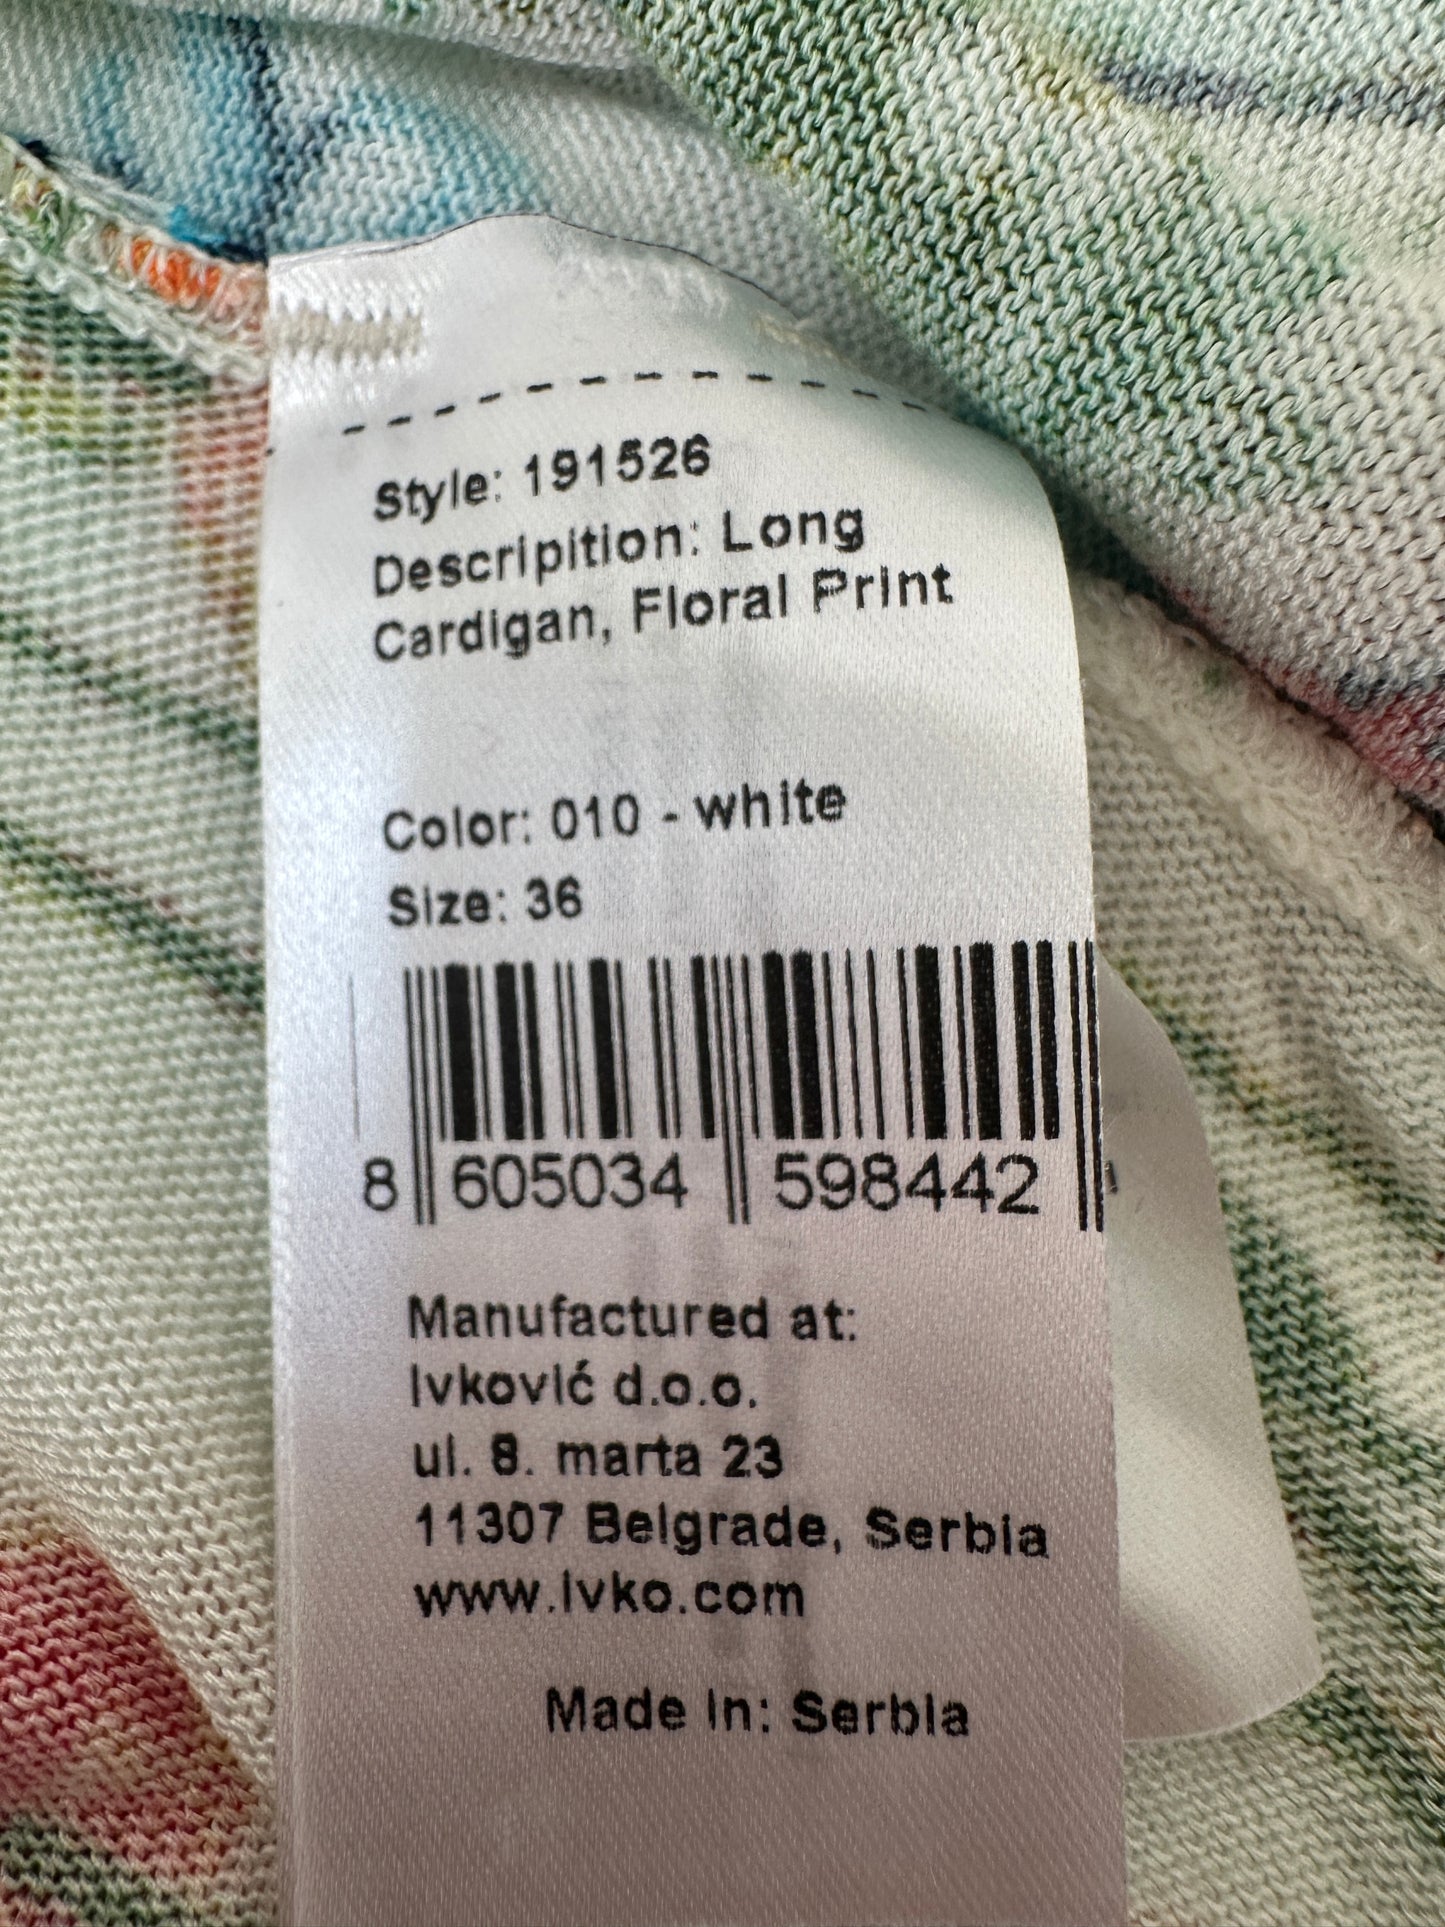 Style: 191526
Descripition: Long
Cardigan, Floral Print
Color: 010 - white
Size: 36
8 605034 598442
Manufactured at:
Ivković d.o.o.
ul. 8. marta 23
11307 Belgrade, Serbia
www.ivko.com
Made in: Serbia